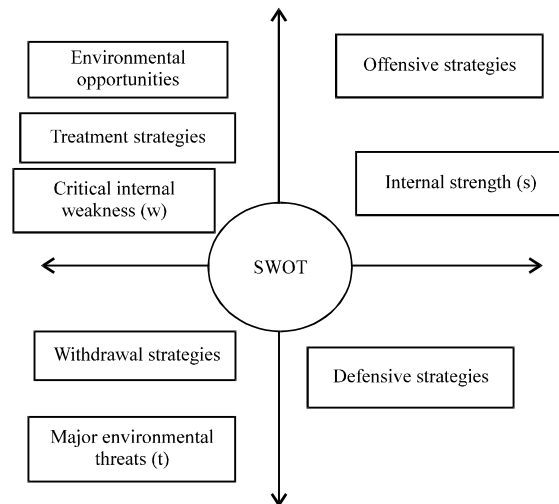 Environmental
opportunities
Offensive strategies
Treatment strategies
Critical internal
weakness (w)
Internal strength (s)
SWOT
Withdrawal strategies
Defensive strategies
Major environmental
threats (t)